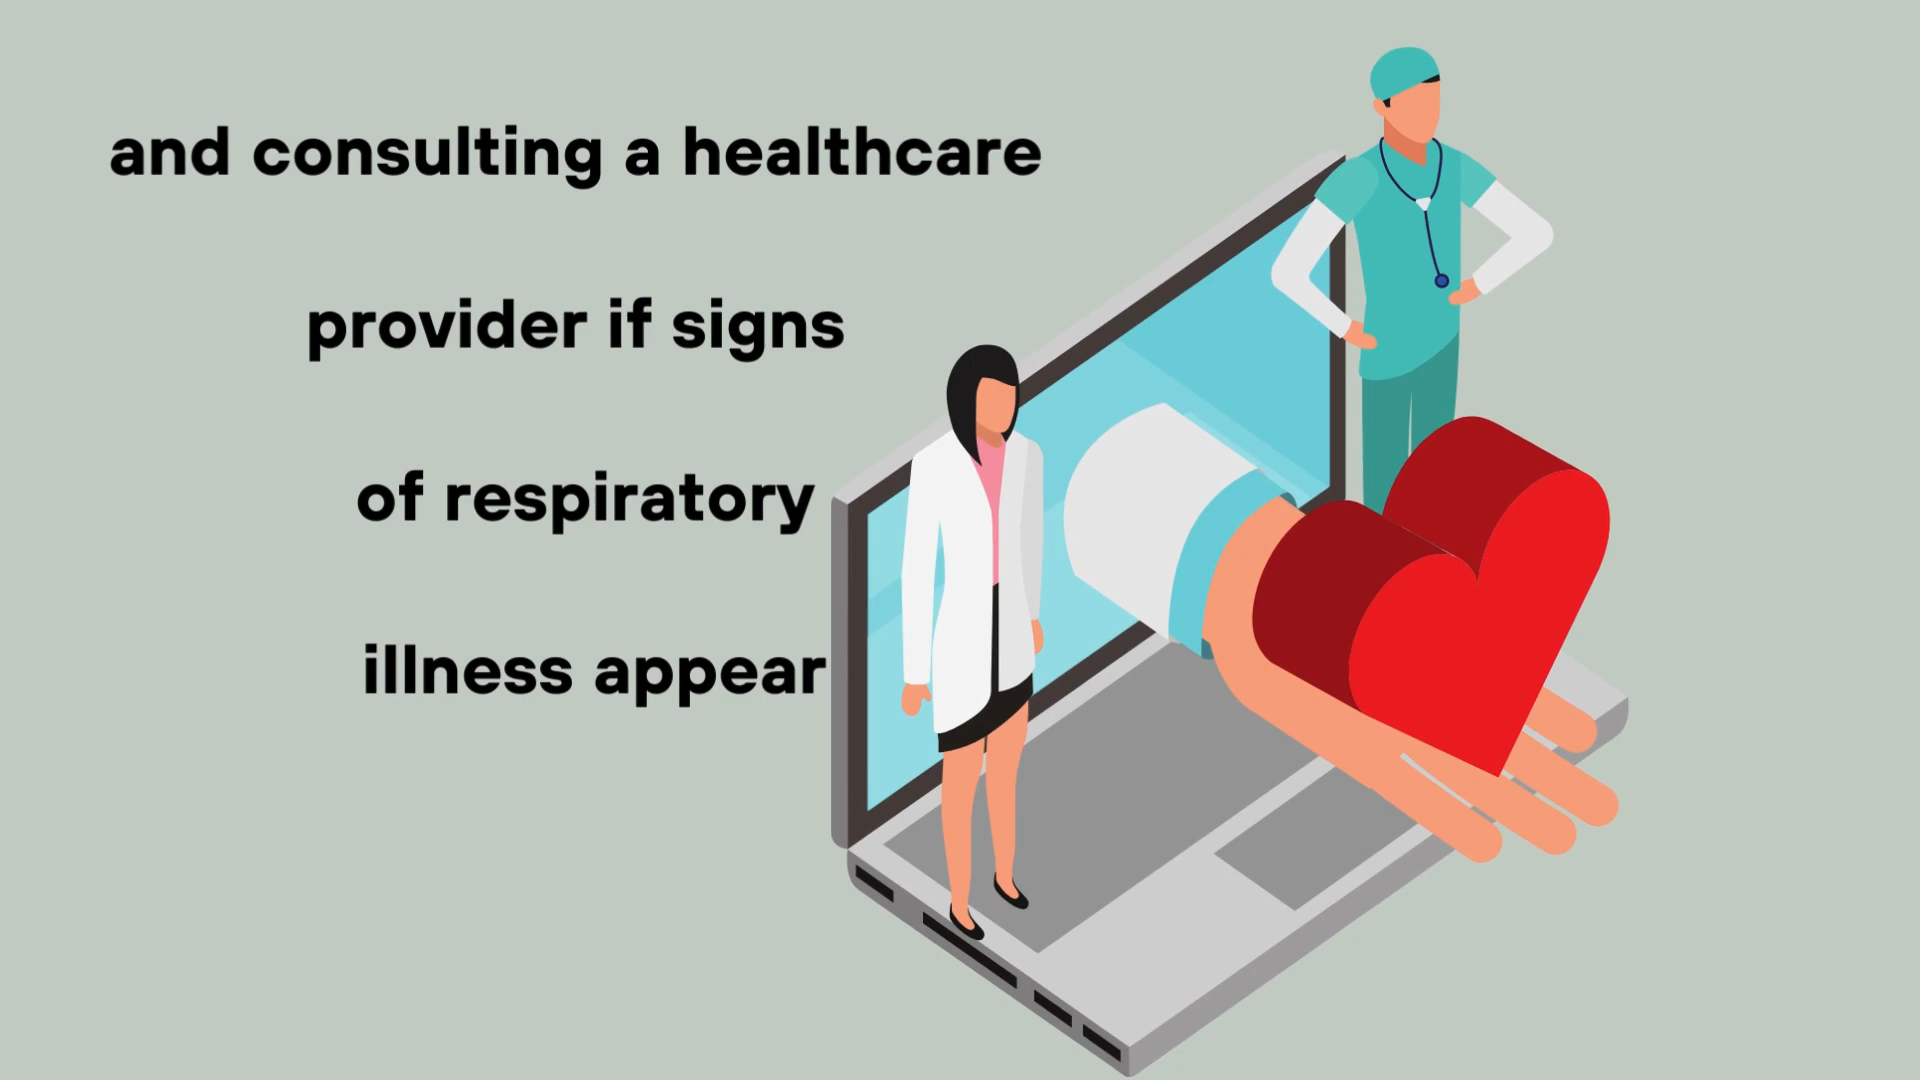 and consulting a healthcare
provider if signs
of respiratory
illness appear